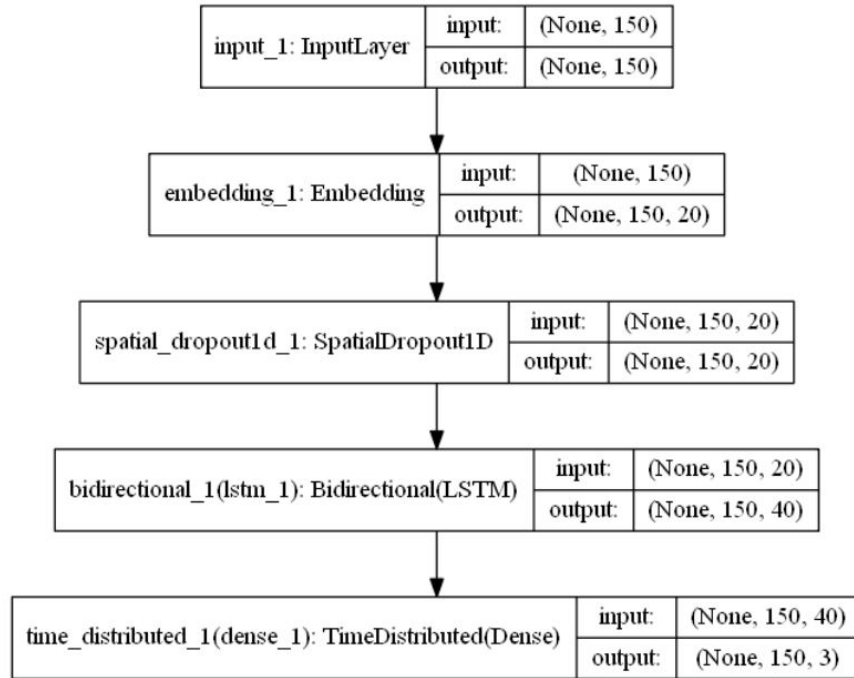 input_1: InputLayer
input: (None, 150)
output: (None, 150)
embedding_1: Embedding
input: (None, 150)
output: (None, 150, 20)
spatial_dropout1d_1: SpatialDropout1D
input: (None, 150, 20)
output: (None, 150, 20)
bidirectional_1(lstm_1): Bidirectional(LSTM)
input: (None, 150, 20)
output: (None, 150, 40)
time_distributed_1(dense_1): TimeDistributed(Dense)
input: (None, 150, 40)
output: (None, 150, 3)